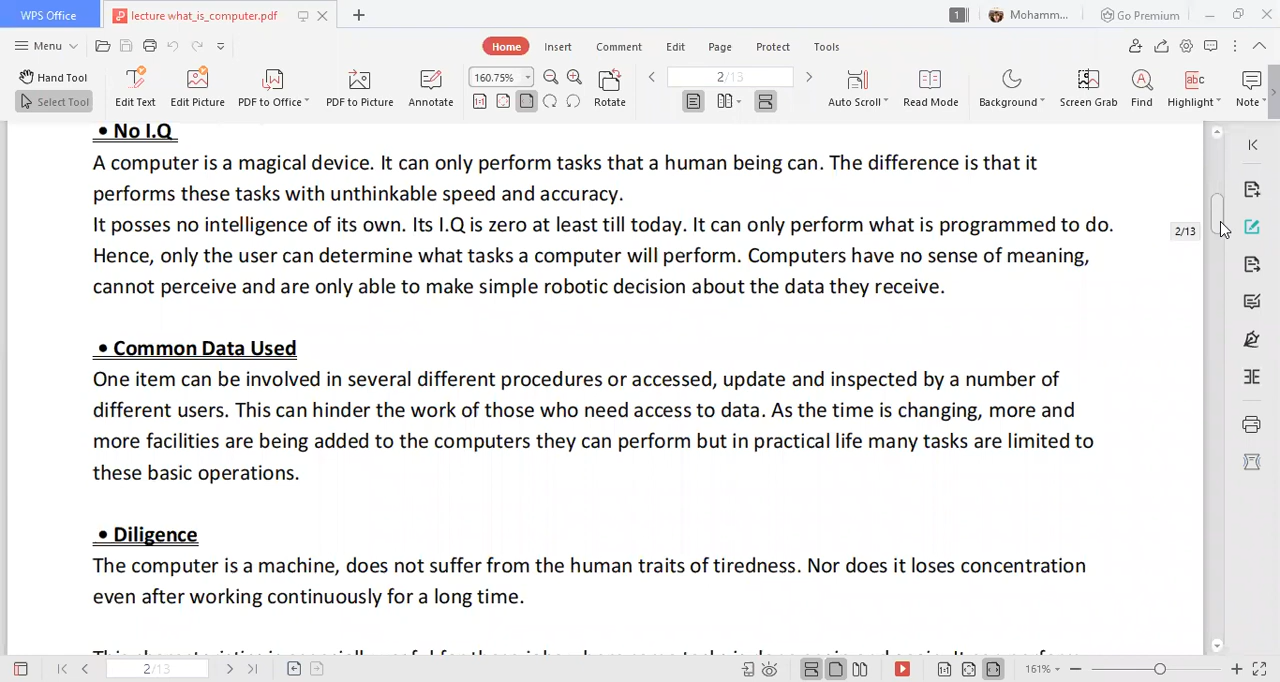 WPS Office
lecture what_is_computer.pdf
1
Mohamm...
Go Premium
Menu
Home
Insert
Comment
Edit
Page
Protect
Tools
Hand Tool
Select Tool
Edit Text
Edit Picture
PDF to Office
PDF to Picture
Annotate
160.75%
Rotate
2/13
Auto Scroll
Read Mode
Background
Screen Grab
Find
abc
Highlight
Note
• No I.Q
A computer is a magical device. It can only perform tasks that a human being can. The difference is that it
performs these tasks with unthinkable speed and accuracy.
It posses no intelligence of its own. Its I.Q is zero at least till today. It can only perform what is programmed to do.
Hence, only the user can determine what tasks a computer will perform. Computers have no sense of meaning,
cannot perceive and are only able to make simple robotic decision about the data they receive.
2/13
• Common Data Used
One item can be involved in several different procedures or accessed, update and inspected by a number of
different users. This can hinder the work of those who need access to data. As the time is changing, more and
more facilities are being added to the computers they can perform but in practical life many tasks are limited to
these basic operations.
• Diligence
The computer is a machine, does not suffer from the human traits of tiredness. Nor does it loses concentration
even after working continuously for a long time.
2/13
161%